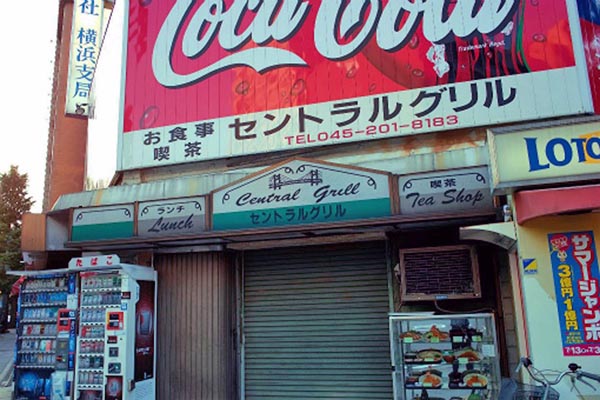 社 横浜支局
Coca-Cola
Trademark Regd.
お食事
喫茶
セントラルグリル
TEL045-201-8183
ランチ
Lunch
Central Grill
セントラルグリル
喫茶
Tea Shop
たばこ
LOTO
サマージャンボ
3億円
1億円